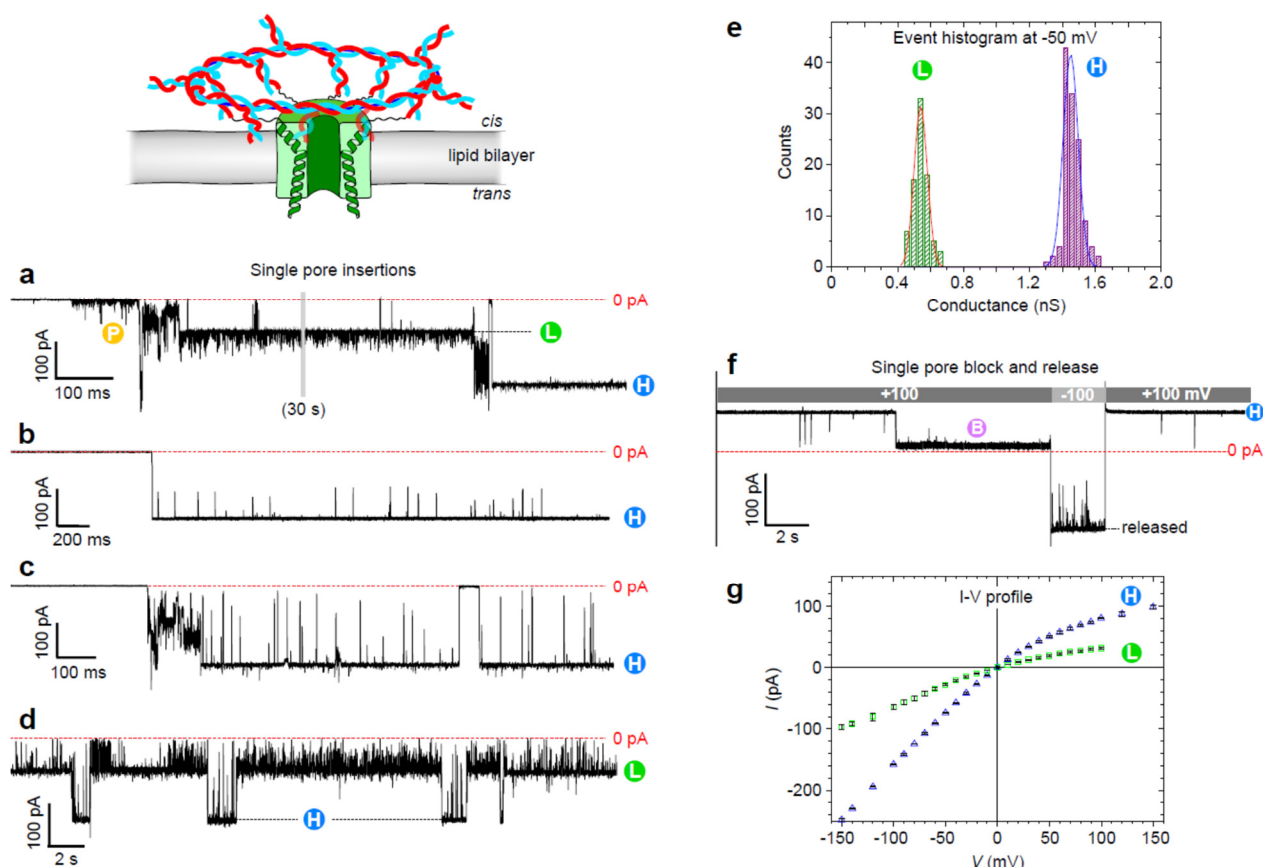 cis
lipid bilayer
trans
a
Single pore insertions
0 pA
P
L
100 pA
100 ms
H
(30 s)
b
0 pA
100 pA
200 ms
H
c
0 pA
100 pA
100 ms
H
d
0 pA
L
100 pA
2 s
H
e
Event histogram at -50 mV
L
H
40
30
20
10
0
Counts
0 0.4 0.8 1.2 1.6 2.0
Conductance (nS)
f
Single pore block and release
+100 -100 +100 mV
H
B
0 pA
100 pA
2 s
released
g
I-V profile
H
L
100
0
-100
-200
I (pA)
-150 -100 -50 0 50 100 150
V (mV)